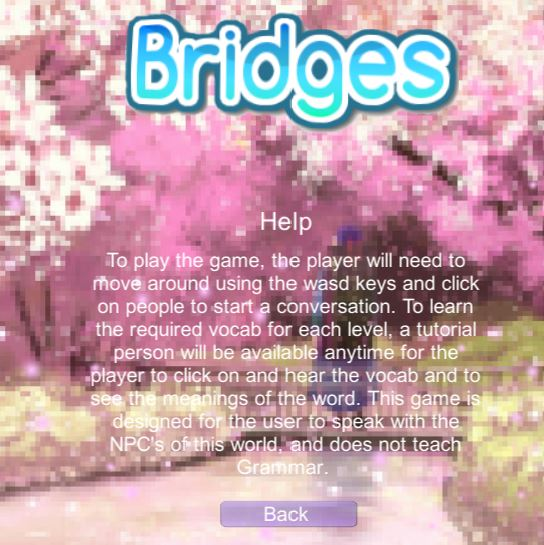 Bridges
Help
To play the game, the player will need to
move around using the wasd keys and click
on people to start a conversation. To learn
the required vocab for each level, a tutorial
person will be available anytime for the
player to click on and hear the vocab and to
see the meanings of the word. This game is
designed for the user to speak with the
NPC's of this world, and does not teach
Grammar.
Back